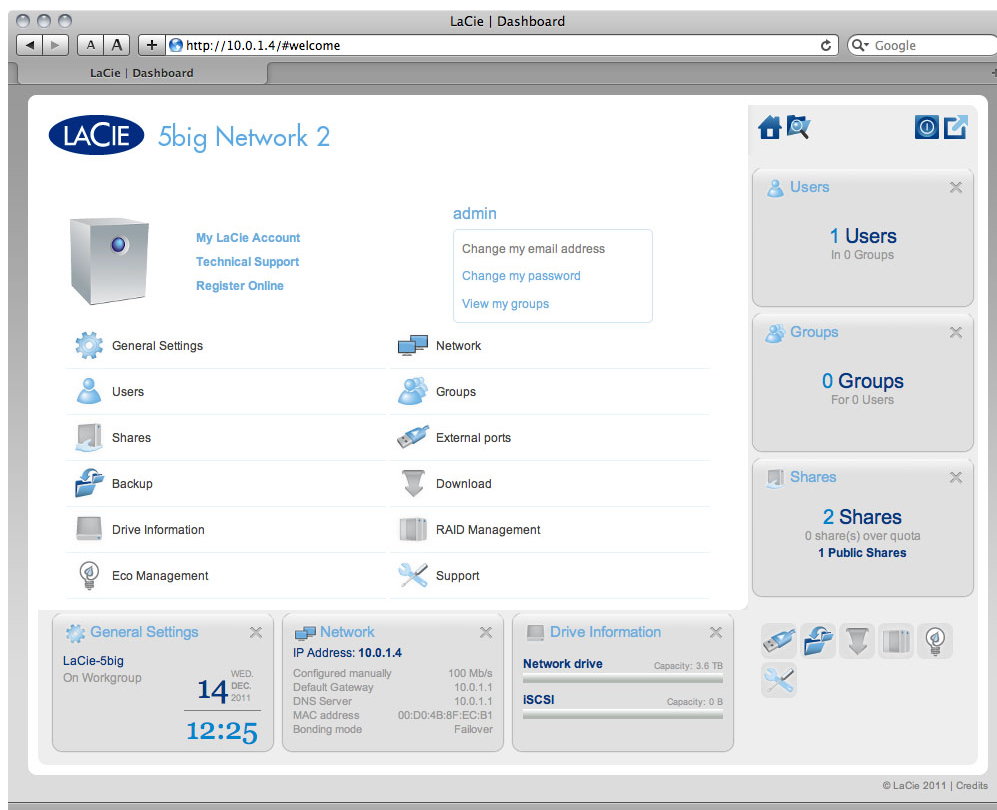 LaCie | Dashboard
A A + http://10.0.1.4/#welcome Google
LaCie | Dashboard +
LACIE 5big Network 2
My LaCie Account
Technical Support
Register Online
admin
Change my email address
Change my password
View my groups
General Settings
Network
Users
Groups
Shares
External ports
Backup
Download
Drive Information
RAID Management
Eco Management
Support
Users
1 Users
In 0 Groups
Groups
0 Groups
For 0 Users
Shares
2 Shares
0 share(s) over quota
1 Public Shares
General Settings
LaCie-5big
On Workgroup
WED.
14 DEC.
2011
12:25
Network
IP Address: 10.0.1.4
Configured manually 100 Mb/s
Default Gateway 10.0.1.1
DNS Server 10.0.1.1
MAC address 00:D0:4B:8F:EC:B1
Bonding mode Failover
Drive Information
Network drive Capacity: 3.6 TB
iSCSI Capacity: 0 B
© LaCie 2011 | Credits